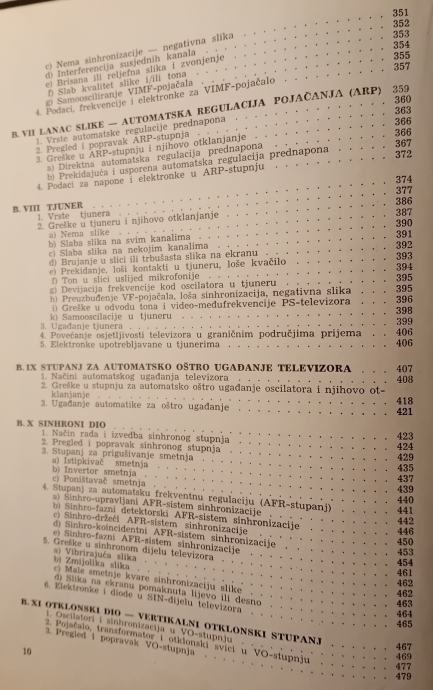 c) Nema sinhronizacije — negativna slika . . . 351
d) Interferencija susjednih kanala . . . 352
e) Brisana ili reljefna slika i zvonjenje . . . 353
f) Slab kvalitet slike i/ili tona . . . 354
g) Samoosciliranje VIMF-pojačala . . . 355
4. Podaci, frekvencije i elektronke za VIMF-pojačalo . . . 357
B. VII LANAC SLIKE — AUTOMATSKA REGULACIJA POJAČANJA (ARP) 359
1. Vrste automatske regulacije prednapona . . . 360
2. Pregled i popravak ARP-stupnja . . . 363
3. Greške u ARP-stupnju i njihovo otklanjanje . . . 366
a) Direktna automatska regulacija prednapona . . . 366
b) Prekidajuća i usporena automatska regulacija prednapona . . . 367
4. Podaci za napone i elektronke u ARP-stupnju . . . 372
B. VIII TJUNER . . . 374
1. Vrste tjunera . . . 377
2. Greške u tjuneru i njihovo otklanjanje . . . 386
a) Nema slike . . . 387
b) Slaba slika na svim kanalima . . . 390
c) Slaba slika na nekojim kanalima . . . 391
d) Brujanje u slici ili trbušasta slika na ekranu . . . 392
e) Prekidanje, loši kontakti u tjuneru, loše kvačilo . . . 393
f) Ton u slici uslijed mikrofonije . . . 394
g) Devijacija frekvencije kod oscilatora u tjuneru . . . 395
h) Preuzbuđenje VF-pojačala, loša sinhronizacija, negativna slika . . . 395
i) Greške u odvodu tona i video-međufrekvencije PS-televizora . . . 396
k) Samooscilacije u tjuneru . . . 398
3. Ugađanje tjunera . . . 399
4. Povećanje osjetljivosti televizora u graničnim područjima prijema . . . 406
5. Elektronke upotrebljavane u tjunerima . . . 406
B. IX STUPANJ ZA AUTOMATSKO OŠTRO UGAĐANJE TELEVIZORA . . . 407
1. Načini automatskog ugađanja televizora . . . 408
2. Greške u stupnju za automatsko oštro ugađanje oscilatora i njihovo ot-
klanjanje . . . 418
3. Ugađanje automatike za oštro ugađanje . . . 421
B. X SINHRONI DIO . . . 423
1. Način rada i izvedba sinhronog stupnja . . . 424
2. Pregled i popravak sinhronog stupnja . . . 429
3. Stupanj za prigušivanje smetnja . . . 435
a) Istipkivač smetnja . . . 437
b) Invertor smetnja . . . 439
c) Poništavač smetnja . . . 440
4. Stupanj za automatsku frekventnu regulaciju (AFR-stupanj) . . . 441
a) Sinhro-upravljani AFR-sistem sinhronizacije . . . 442
b) Sinhro-fazni detektorski AFR-sistem sinhronizacije . . . 446
c) Sinhro-držeći AFR-sistem sinhronizacije . . . 450
d) Sinhro-koincidentni AFR-sistem sinhronizacije . . . 453
e) Sinhro-fazni AFR-sistem sinhronizacije . . . 454
5. Greške u sinhronom dijelu televizora . . . 461
a) Vibrirajuća slika . . . 462
b) Zmijolika slika . . . 462
c) Male smetnje kvare sinhronizaciju slike . . . 463
d) Slika na ekranu pomaknuta lijevo ili desno . . . 464
6. Elektronke i diode u SIN-dijelu televizora . . . 465
B. XI OTKLONSKI DIO — VERTIKALNI OTKLONSKI STUPANJ . . . 467
1. Oscilatori i sinhronizacija u VO-stupnju . . . 469
2. Pojačalo, transformator i otklonski svici u VO-stupnju . . . 477
3. Pregled i popravak VO-stupnja . . . 479
10